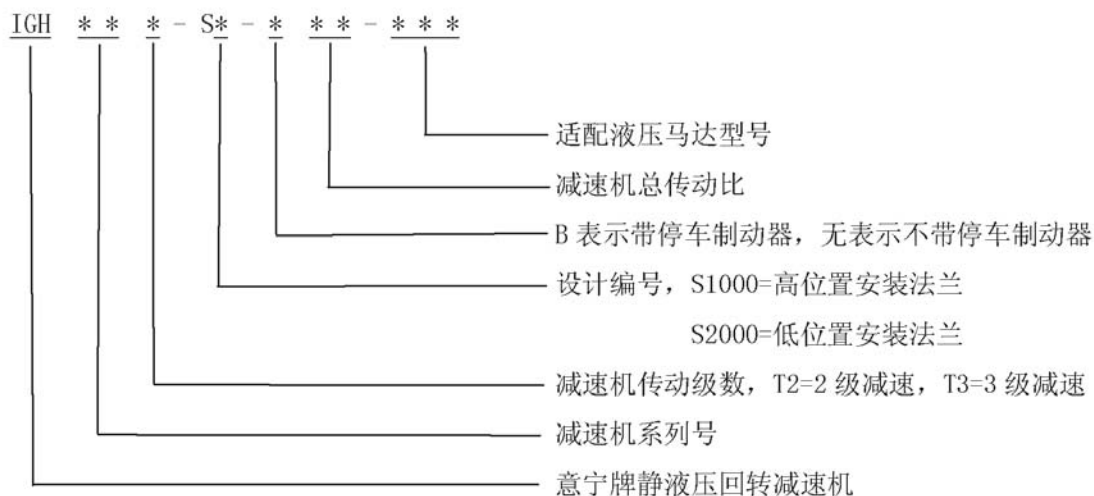 IGH ** *-S*-* **-***
适配液压马达型号
减速机总传动比
B 表示带停车制动器，无表示不带停车制动器
设计编号，S1000=高位置安装法兰
S2000=低位置安装法兰
减速机传动级数，T2=2 级减速，T3=3 级减速
减速机系列号
意宁牌静液压回转减速机